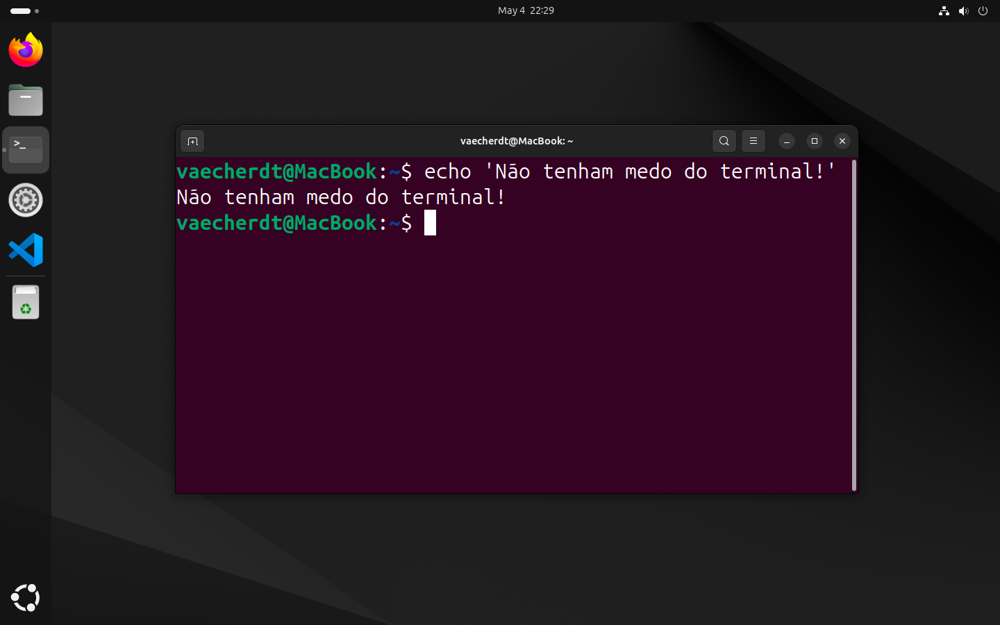 May 4 22:29
vaecherdt@MacBook: ~
vaecherdt@MacBook:~$ echo 'Não tenham medo do terminal!'
Não tenham medo do terminal!
vaecherdt@MacBook:~$